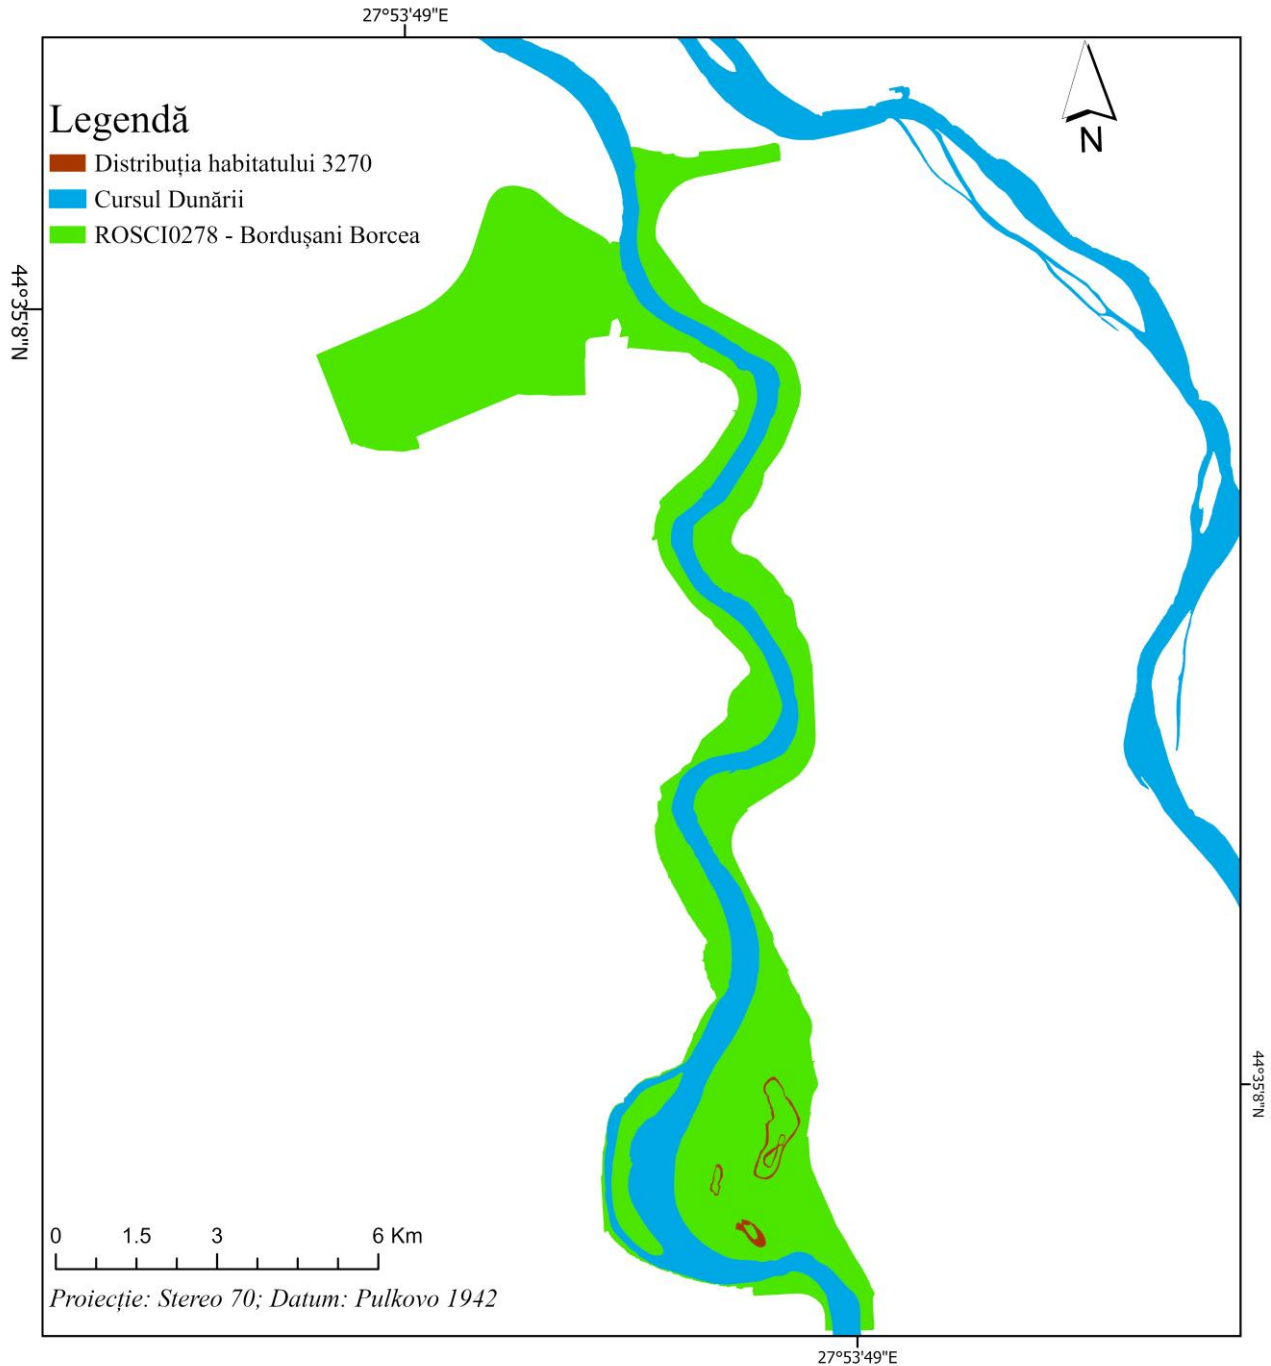 27°53'49"E
N
Legendă
Distribuția habitatului 3270
Cursul Dunării
ROSCI0278 - Bordușani Borcea
44°35'8"N
44°35'8"N
0 1.5 3 6 Km
Proiecție: Stereo 70; Datum: Pulkovo 1942
27°53'49"E